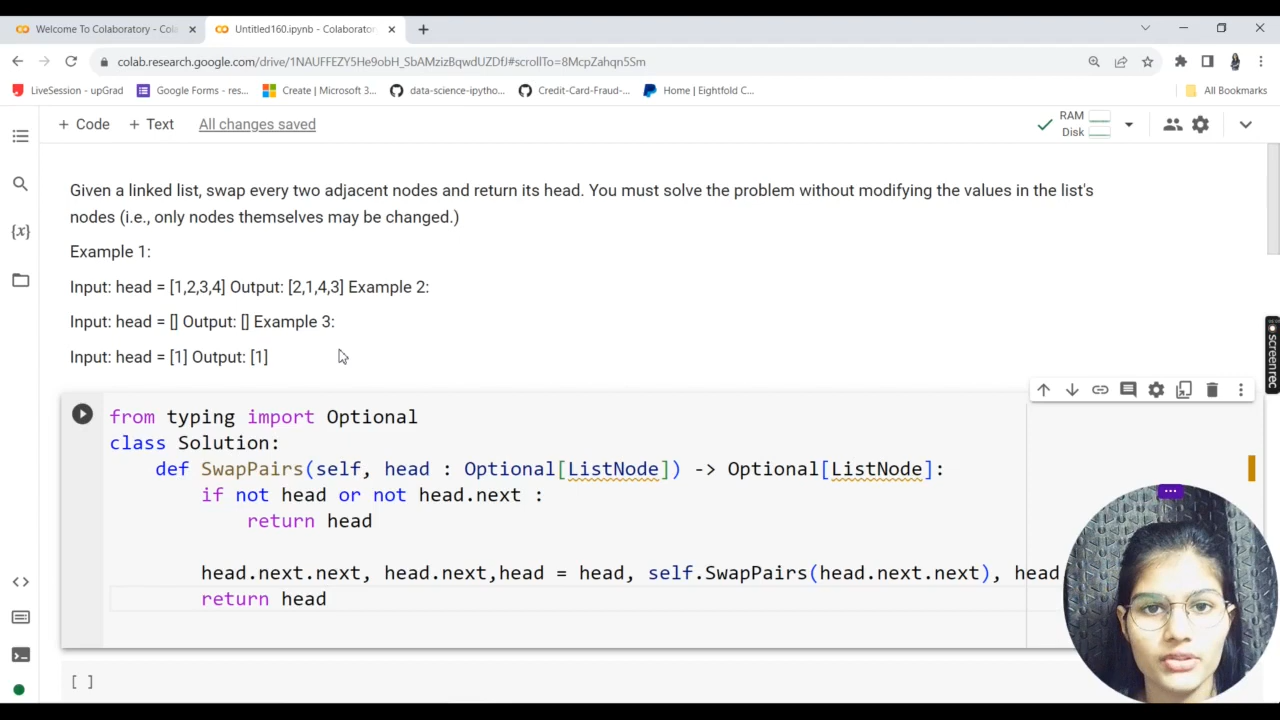 Welcome To Colaboratory - Cola
Untitled160.ipynb - Colaborator
colab.research.google.com/drive/1NAUFFEZY5He9obH_SbAMzizBqwdUZDfJ#scrollTo=8McpZahqn5Sm
LiveSession - upGrad
Google Forms - res...
Create | Microsoft 3...
data-science-ipytho...
Credit-Card-Fraud-...
Home | Eightfold C...
All Bookmarks
+ Code + Text All changes saved
RAM
Disk
Given a linked list, swap every two adjacent nodes and return its head. You must solve the problem without modifying the values in the list's
nodes (i.e., only nodes themselves may be changed.)
Example 1:
Input: head = [1,2,3,4] Output: [2,1,4,3] Example 2:
Input: head = [] Output: [] Example 3:
Input: head = [1] Output: [1]
from typing import Optional
class Solution:
def SwapPairs(self, head : Optional[ListNode]) -> Optional[ListNode]:
if not head or not head.next :
return head
head.next.next, head.next,head = head, self.SwapPairs(head.next.next), head
return head
[ ]
{x}
screenrec